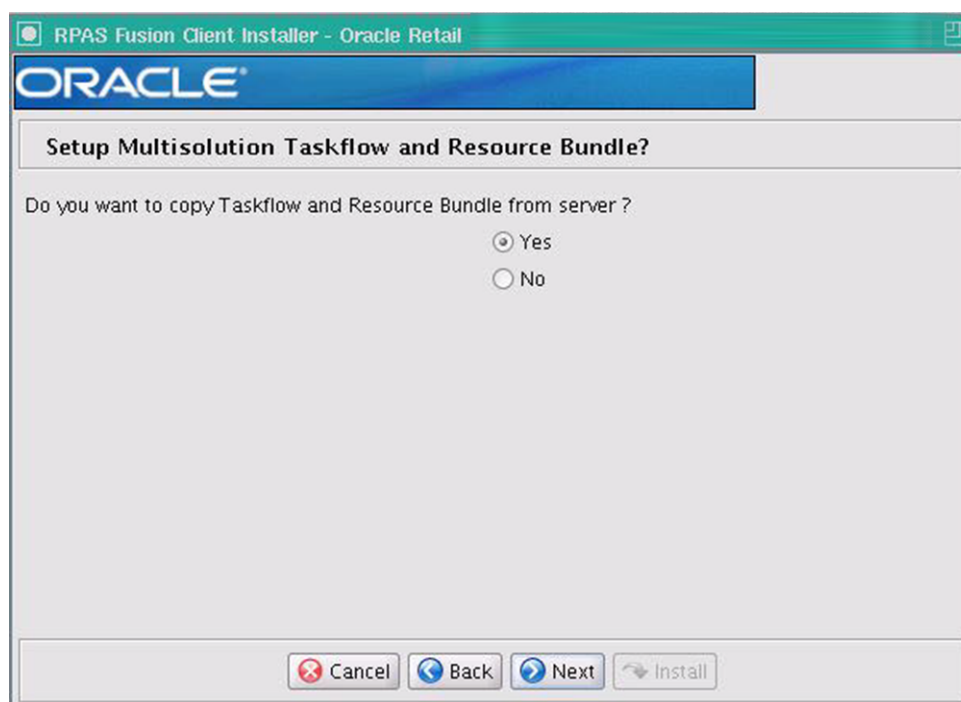 RPAS Fusion Client Installer - Oracle Retail
ORACLE®
Setup Multisolution Taskflow and Resource Bundle?
Do you want to copy Taskflow and Resource Bundle from server ?
Yes
No
Cancel Back Next Install